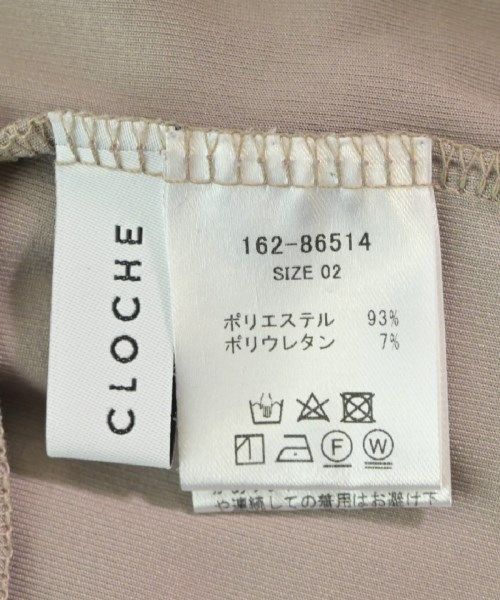 CLOCHE
162-86514
SIZE 02
ポリエステル 93%
ポリウレタン 7%
F W
や連続しての着用はお避け下